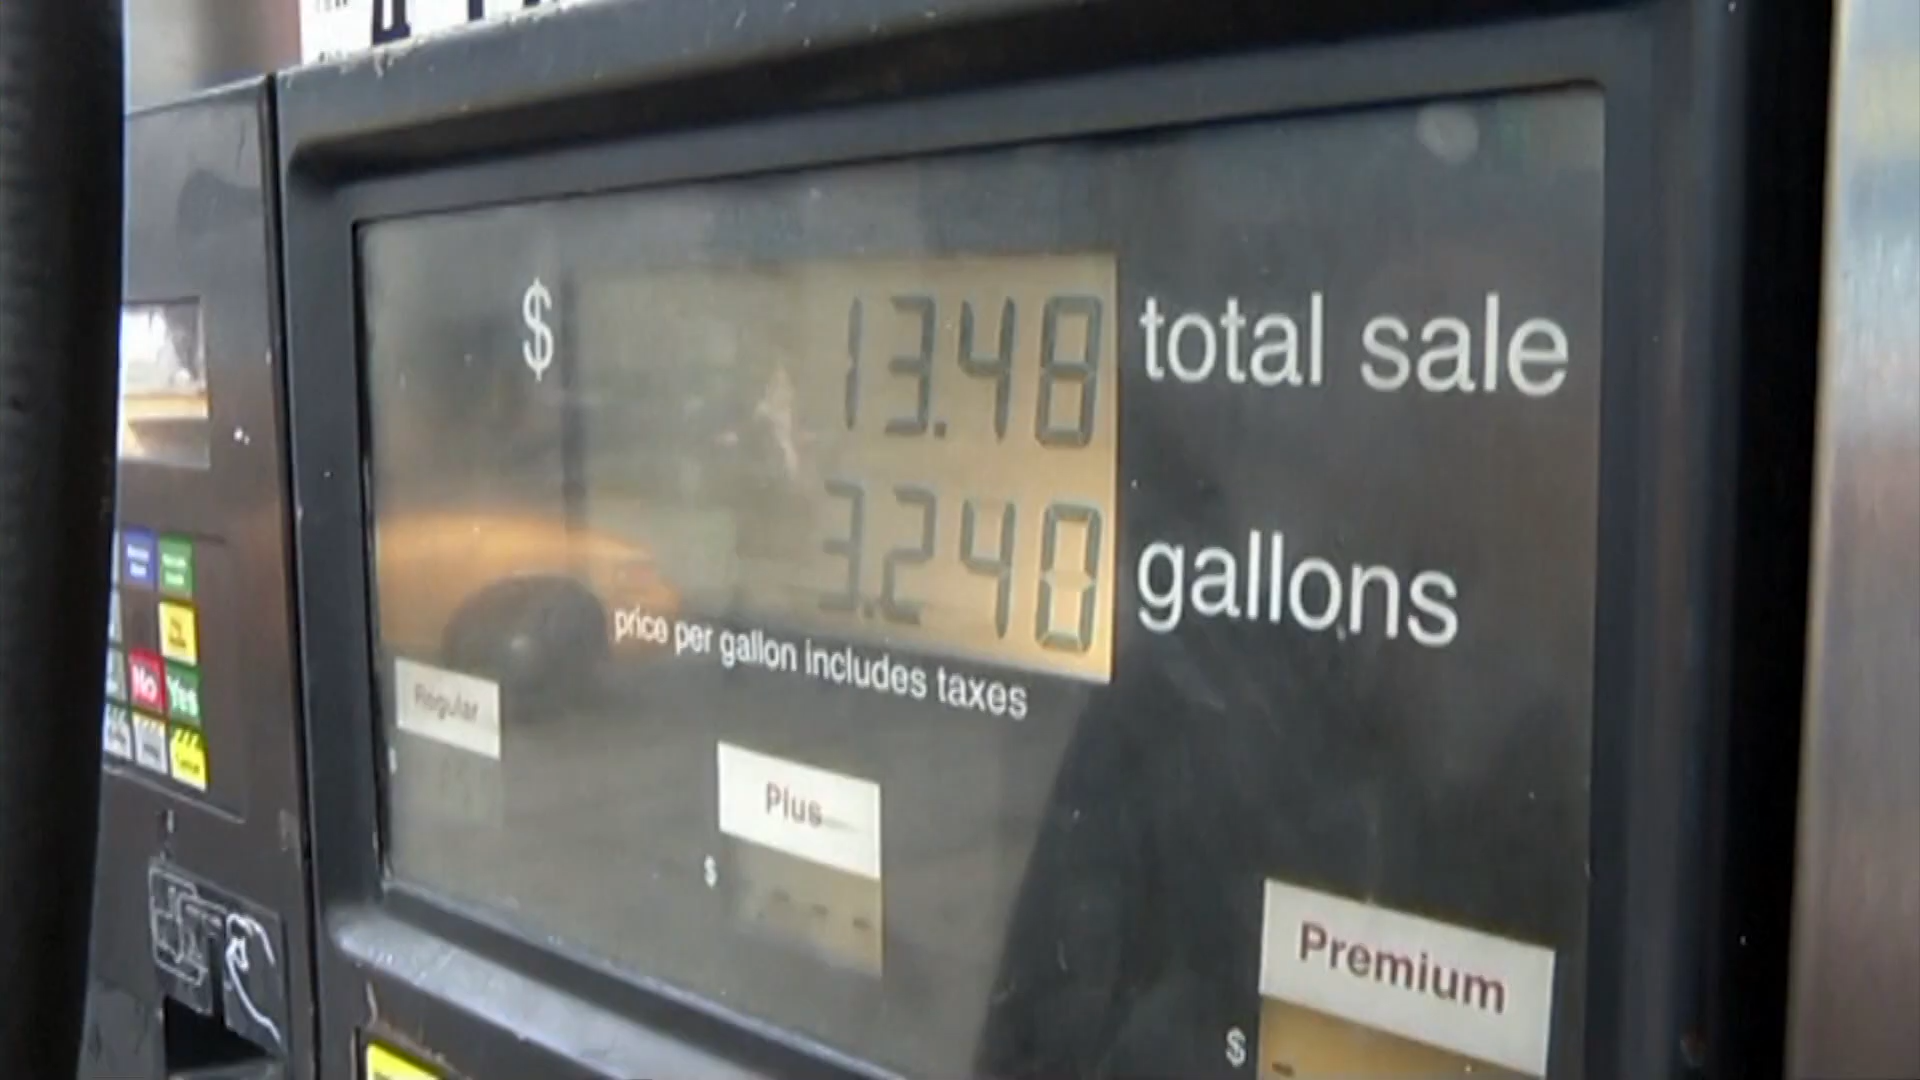 $ 13.48 total sale
3.240 gallons
price per gallon includes taxes
Regular
Plus
$
Premium
$
No Yes